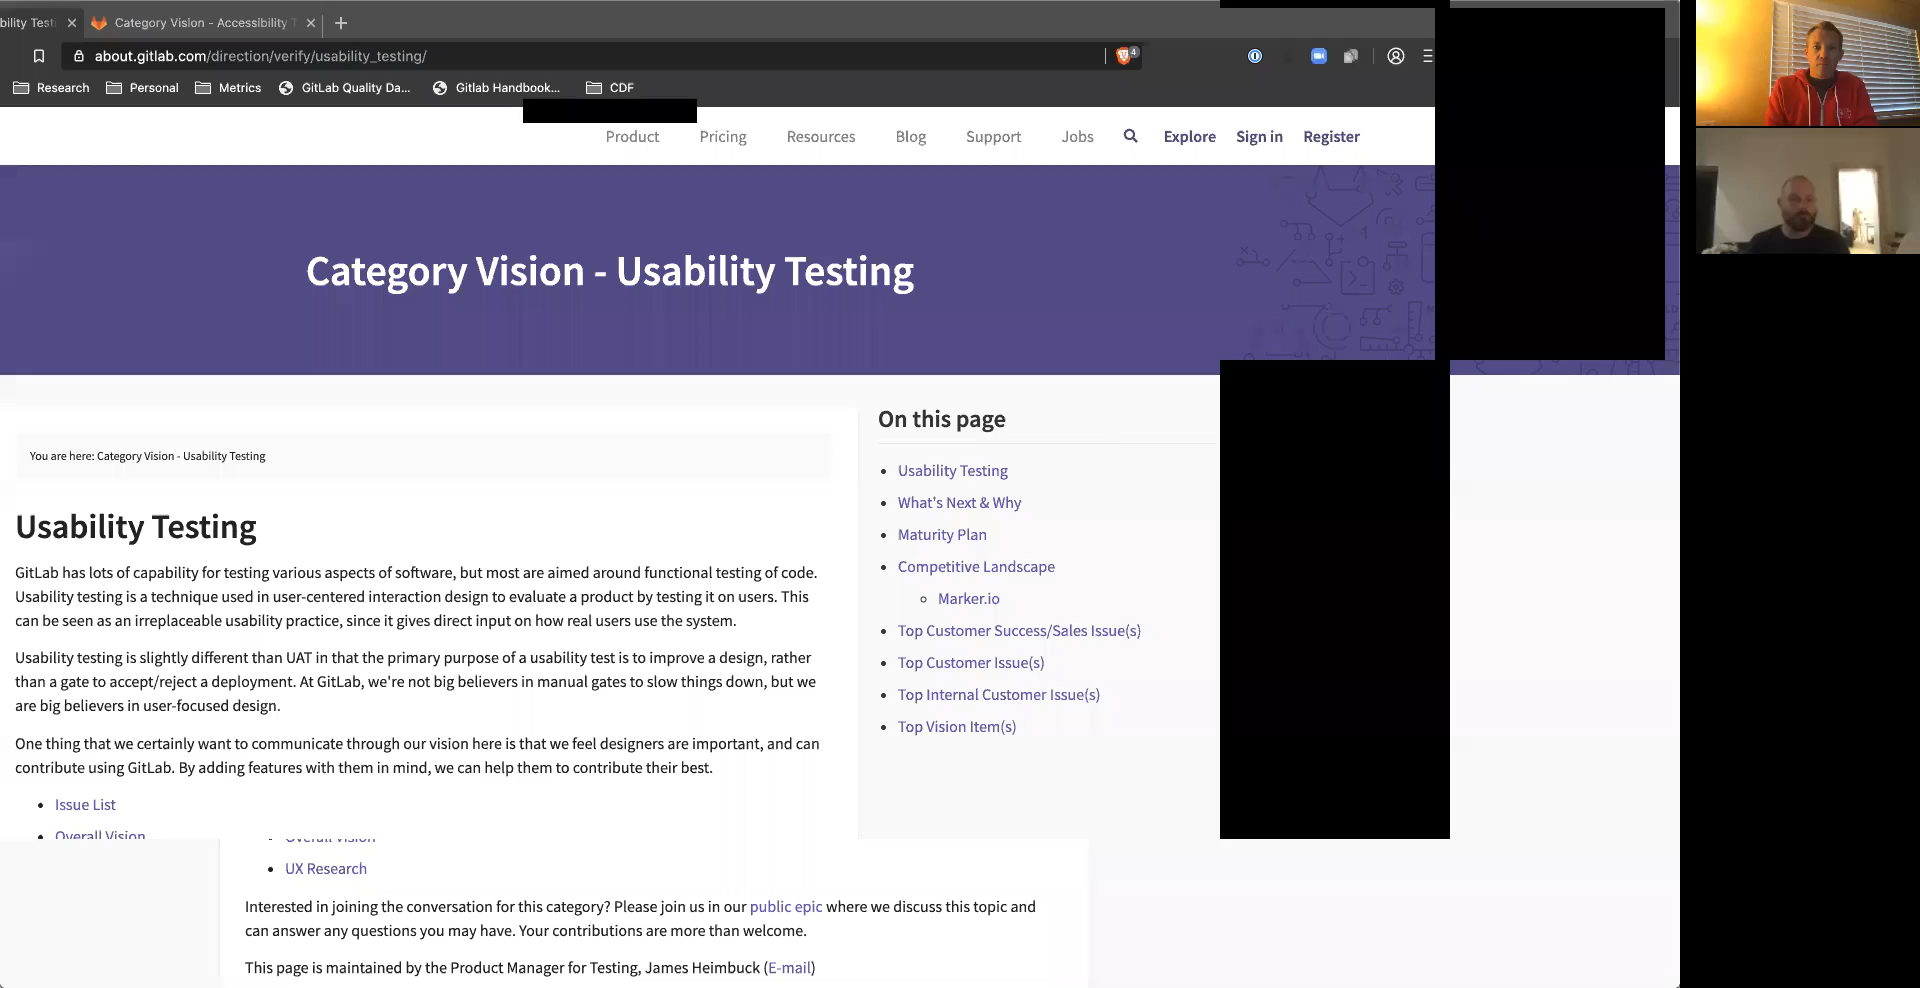 bility Testi
Category Vision - Accessibility T
about.gitlab.com/direction/verify/usability_testing/
4
Research
Personal
Metrics
GitLab Quality Da...
Gitlab Handbook...
CDF
Product
Pricing
Resources
Blog
Support
Jobs
Explore
Sign in
Register
Category Vision - Usability Testing
You are here: Category Vision - Usability Testing
Usability Testing
GitLab has lots of capability for testing various aspects of software, but most are aimed around functional testing of code.
Usability testing is a technique used in user-centered interaction design to evaluate a product by testing it on users. This
can be seen as an irreplaceable usability practice, since it gives direct input on how real users use the system.
Usability testing is slightly different than UAT in that the primary purpose of a usability test is to improve a design, rather
than a gate to accept/reject a deployment. At GitLab, we're not big believers in manual gates to slow things down, but we
are big believers in user-focused design.
One thing that we certainly want to communicate through our vision here is that we feel designers are important, and can
contribute using GitLab. By adding features with them in mind, we can help them to contribute their best.
Issue List
Overall Vision
Overall Vision
UX Research
Interested in joining the conversation for this category? Please join us in our public epic where we discuss this topic and
can answer any questions you may have. Your contributions are more than welcome.
This page is maintained by the Product Manager for Testing, James Heimbuck (E-mail)
On this page
Usability Testing
What's Next & Why
Maturity Plan
Competitive Landscape
Marker.io
Top Customer Success/Sales Issue(s)
Top Customer Issue(s)
Top Internal Customer Issue(s)
Top Vision Item(s)